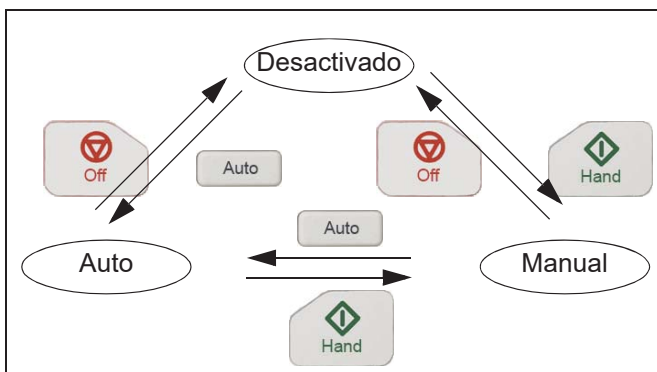 Desactivado
Off
Auto
Off
Hand
Auto
Auto
Manual
Hand